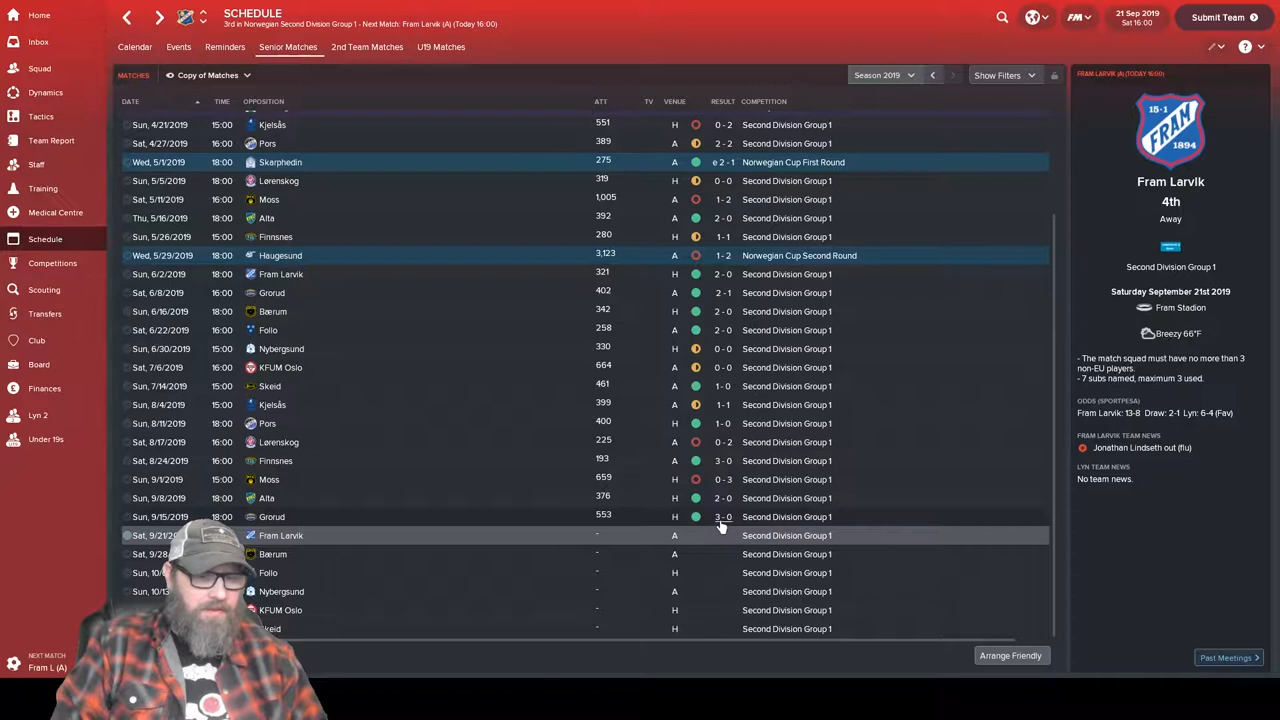 Home
Inbox
Squad
Dynamics
Tactics
Team Report
Staff
Training
Medical Centre
Schedule
Competitions
Scouting
Transfers
Club
Board
Finances
Lyn 2
Under 19s
NEXT MATCH
Fram L (A)
SCHEDULE
3rd in Norwegian Second Division Group 1 - Next Match: Fram Larvik (A) (Today 16:00)
FM
21 Sep 2019
Sat 16:00
Submit Team
Calendar Events Reminders Senior Matches 2nd Team Matches U19 Matches
MATCHES Copy of Matches Season 2019 Show Filters
DATE TIME OPPOSITION ATT TV VENUE RESULT COMPETITION
Sun, 4/21/2019 15:00 Kjelsås 551 H 0 - 2 Second Division Group 1
Sat, 4/27/2019 16:00 Pors 389 A 2 - 2 Second Division Group 1
Wed, 5/1/2019 18:00 Skarphedin 275 A e 2 - 1 Norwegian Cup First Round
Sun, 5/5/2019 18:00 Lørenskog 319 H 0 - 0 Second Division Group 1
Sat, 5/11/2019 16:00 Moss 1,005 A 1 - 2 Second Division Group 1
Thu, 5/16/2019 18:00 Alta 392 A 2 - 0 Second Division Group 1
Sun, 5/26/2019 15:00 Finnsnes 280 H 1 - 1 Second Division Group 1
Wed, 5/29/2019 18:00 Haugesund 3,123 A 1 - 2 Norwegian Cup Second Round
Sun, 6/2/2019 18:00 Fram Larvik 321 H 2 - 0 Second Division Group 1
Sat, 6/8/2019 16:00 Grorud 402 A 2 - 1 Second Division Group 1
Sun, 6/16/2019 18:00 Bærum 342 H 2 - 0 Second Division Group 1
Sat, 6/22/2019 16:00 Follo 258 A 2 - 0 Second Division Group 1
Sun, 6/30/2019 15:00 Nybergsund 330 H 0 - 0 Second Division Group 1
Sat, 7/6/2019 16:00 KFUM Oslo 664 A 0 - 0 Second Division Group 1
Sun, 7/14/2019 15:00 Skeid 461 A 1 - 0 Second Division Group 1
Sun, 8/4/2019 15:00 Kjelsås 399 A 1 - 1 Second Division Group 1
Sun, 8/11/2019 18:00 Pors 400 H 1 - 0 Second Division Group 1
Sat, 8/17/2019 16:00 Lørenskog 225 A 0 - 2 Second Division Group 1
Sat, 8/24/2019 16:00 Finnsnes 193 A 3 - 0 Second Division Group 1
Sun, 9/1/2019 15:00 Moss 659 H 0 - 3 Second Division Group 1
Sun, 9/8/2019 18:00 Alta 376 H 2 - 0 Second Division Group 1
Sun, 9/15/2019 18:00 Grorud 553 H 3 - 0 Second Division Group 1
Sat, 9/21/20 Fram Larvik - A Second Division Group 1
Sat, 9/28 Bærum - A Second Division Group 1
Sun, 10/ Follo - H Second Division Group 1
Sun, 10/13 Nybergsund - A Second Division Group 1
KFUM Oslo - H Second Division Group 1
keid - H Second Division Group 1
Arrange Friendly
FRAM LARVIK (A) (TODAY 16:00)
15-1
FRAM
1894
Fram Larvik
4th
Away
Second Division Group 1
Saturday September 21st 2019
Fram Stadion
Breezy 66°F
- The match squad must have no more than 3
non-EU players.
- 7 subs named, maximum 3 used.
ODDS (SPORTPESA)
Fram Larvik: 13-8 Draw: 2-1 Lyn: 6-4 (Fav)
FRAM LARVIK TEAM NEWS
Jonathan Lindseth out (flu)
LYN TEAM NEWS
No team news.
Past Meetings